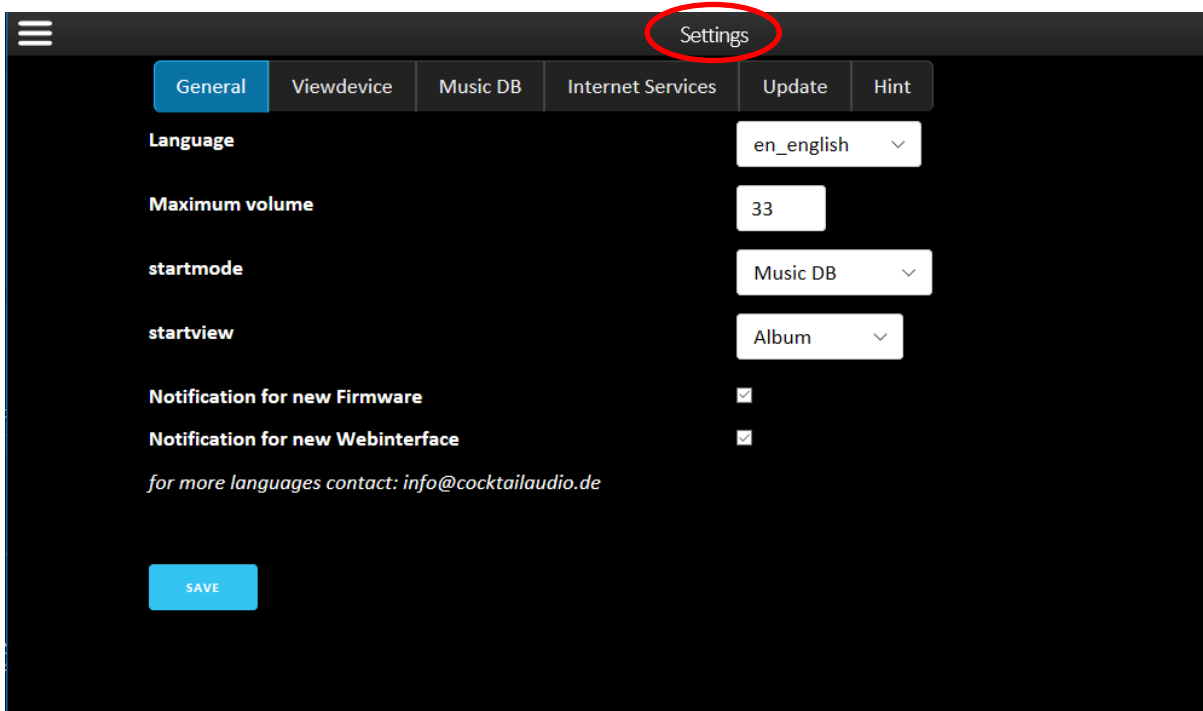 Settings
General Viewdevice Music DB Internet Services Update Hint
Language en_english
Maximum volume 33
startmode Music DB
startview Album
Notification for new Firmware
Notification for new Webinterface
for more languages contact: info@cocktailaudio.de
SAVE